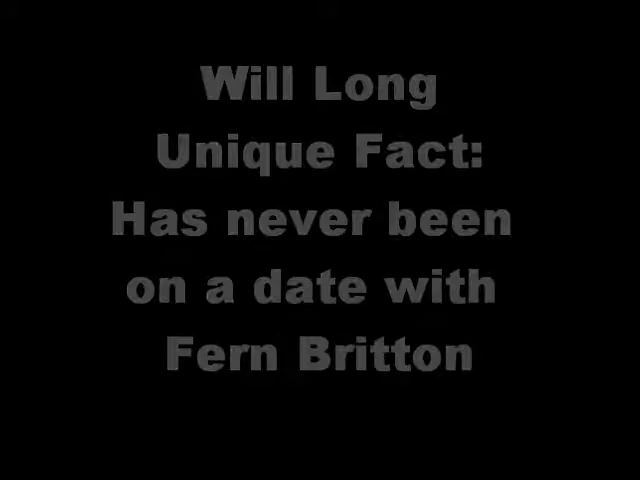 Will Long
Unique Fact:
Has never been
on a date with
Fern Britton